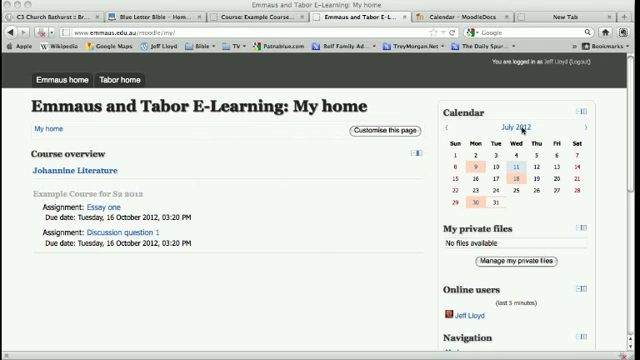 Emmaus and Tabor E-Learning: My home
C3 Church Bathurst :: Br...
Blue Letter Bible - Hom...
Course: Example Course...
Emmaus and Tabor E-L...
Calendar - MoodleDocs
New Tab
www.emmaus.edu.au/moodle/my/
Google
Apple
Wikipedia
Google Maps
Jeff Lloyd
Bible
TV
Patrablue.com
Relf Family Ad...
TreyMorgan.Net
The Daily Spur...
Bookmarks
You are logged in as Jeff Lloyd (Logout)
Emmaus home
Tabor home
Emmaus and Tabor E-Learning: My home
My home
Customise this page
Course overview
Johannine Literature
Example Course for S2 2012
Assignment: Essay one
Due date: Tuesday, 16 October 2012, 03:20 PM
Assignment: Discussion question 1
Due date: Tuesday, 16 October 2012, 03:20 PM
Calendar
July 2012
Sun Mon Tue Wed Thu Fri Sat
1 2 3 4 5 6 7
8 9 10 11 12 13 14
15 16 17 18 19 20 21
22 23 24 25 26 27 28
29 30 31
My private files
No files available
Manage my private files
Online users
(last 5 minutes)
Jeff Lloyd
Navigation